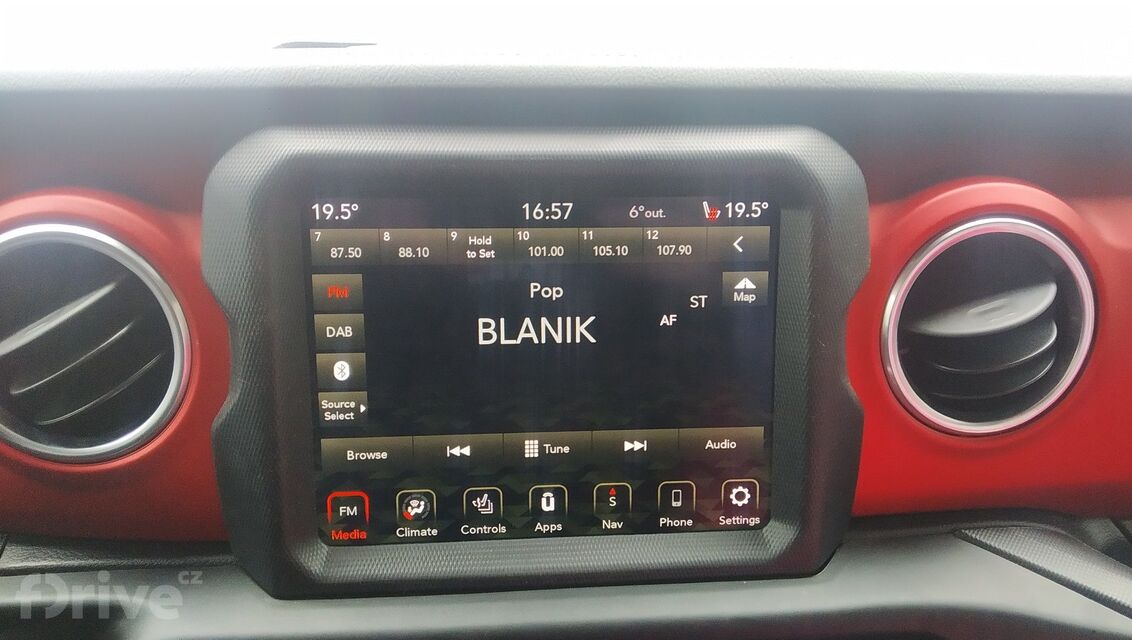 19.5° 16:57 6°out. 19.5°
7 87.50 8 88.10 9 Hold to Set 10 101.00 11 105.10 12 107.90
FM
Pop
Map
ST
DAB
BLANIK
AF
Source
Select
Browse Tune Audio
FM S
Media Climate Controls Apps Nav Phone Settings
fDrive cz